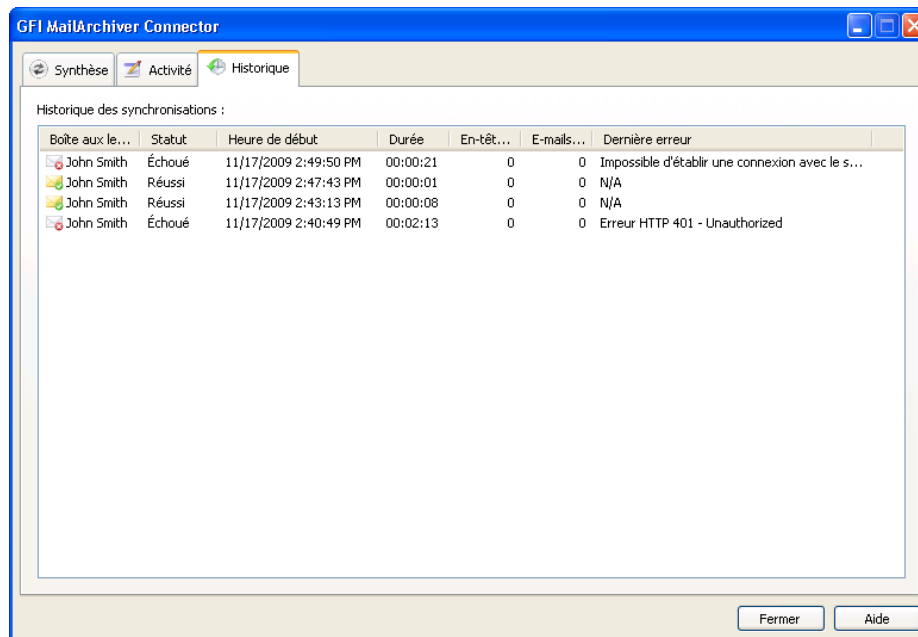 GFI MailArchiver Connector
Synthèse Activité Historique
Historique des synchronisations :
Boîte aux le... Statut Heure de début Durée En-têt... E-mails... Dernière erreur
John Smith Échoué 11/17/2009 2:49:50 PM 00:00:21 0 0 Impossible d'établir une connexion avec le s...
John Smith Réussi 11/17/2009 2:47:43 PM 00:00:01 0 0 N/A
John Smith Réussi 11/17/2009 2:43:13 PM 00:00:08 0 0 N/A
John Smith Échoué 11/17/2009 2:40:49 PM 00:02:13 0 0 Erreur HTTP 401 - Unauthorized
Fermer Aide